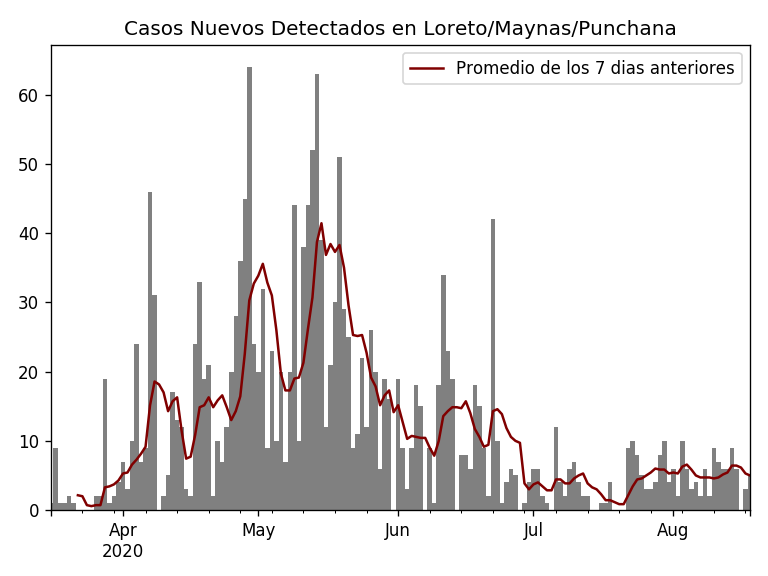 Casos Nuevos Detectados en Loreto/Maynas/Punchana
Promedio de los 7 dias anteriores
60
50
40
30
20
10
0
Apr May Jun Jul Aug
2020